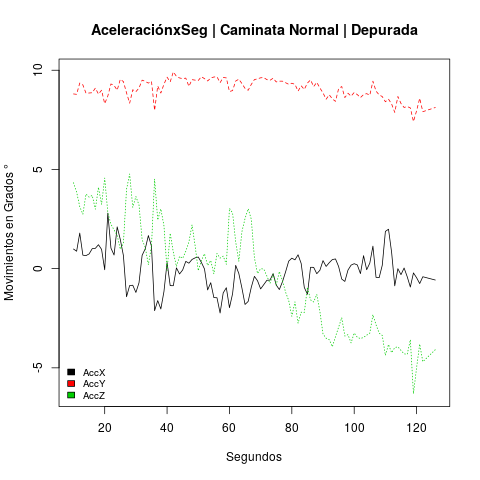 AceleraciónxSeg | Caminata Normal | Depurada
Movimientos en Grados °
10
5
0
-5
AccX
AccY
AccZ
20 40 60 80 100 120
Segundos